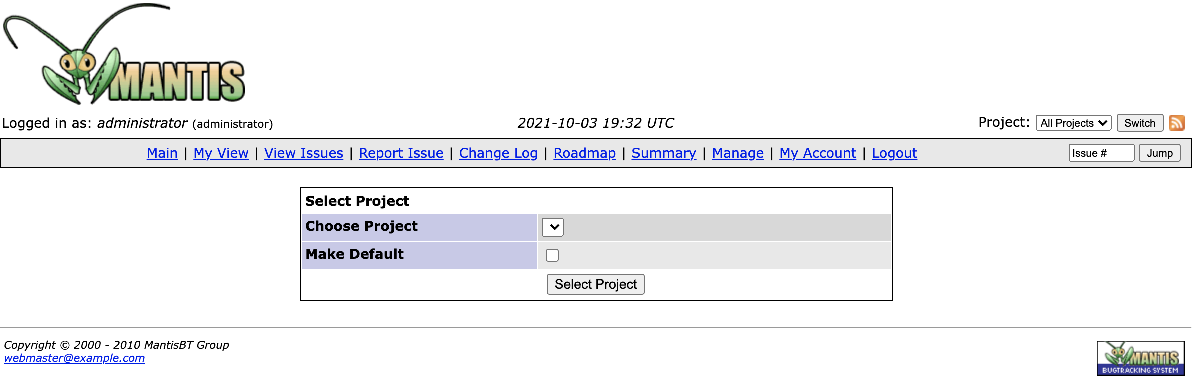 MANTIS
Logged in as: administrator (administrator) 2021-10-03 19:32 UTC Project: All Projects Switch
Main | My View | View Issues | Report Issue | Change Log | Roadmap | Summary | Manage | My Account | Logout Issue # Jump
Select Project
Choose Project
Make Default
Select Project
Copyright © 2000 - 2010 MantisBT Group
webmaster@example.com
MANTIS
BUGTRACKING SYSTEM